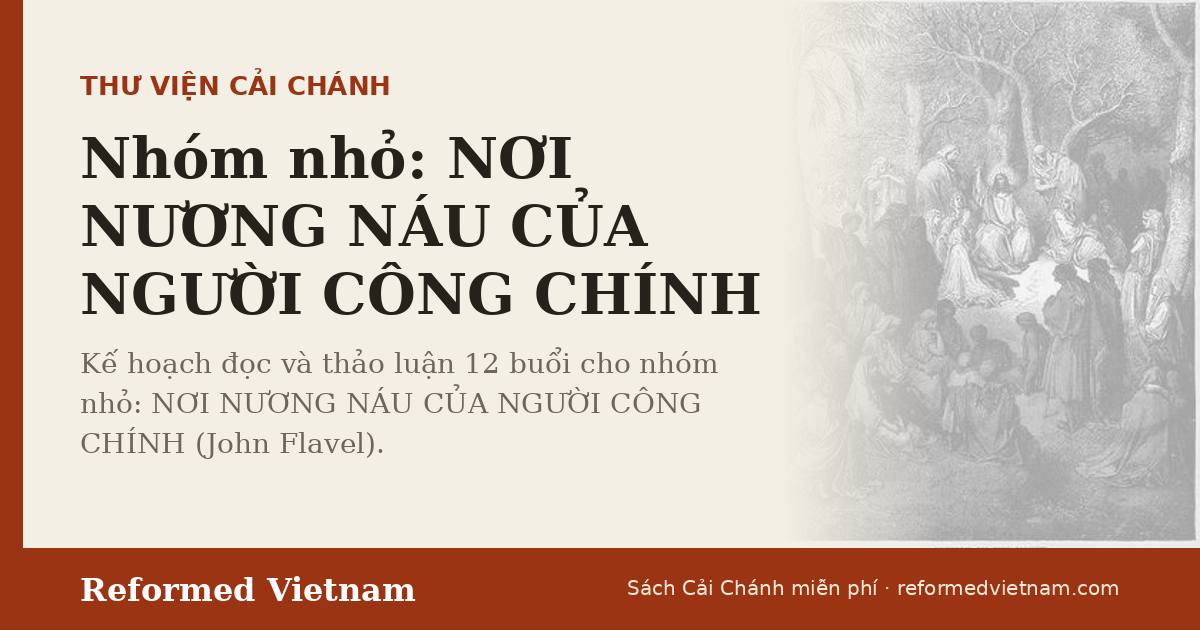 THƯ VIỆN CẢI CHÁNH
Nhóm nhỏ: NƠI
NƯƠNG NÁU CỦA
NGƯỜI CÔNG CHÍNH
Kế hoạch đọc và thảo luận 12 buổi cho nhóm
nhỏ: NƠI NƯƠNG NÁU CỦA NGƯỜI CÔNG
CHÍNH (John Flavel).
Reformed Vietnam
Sách Cải Chánh miễn phí · reformedvietnam.com